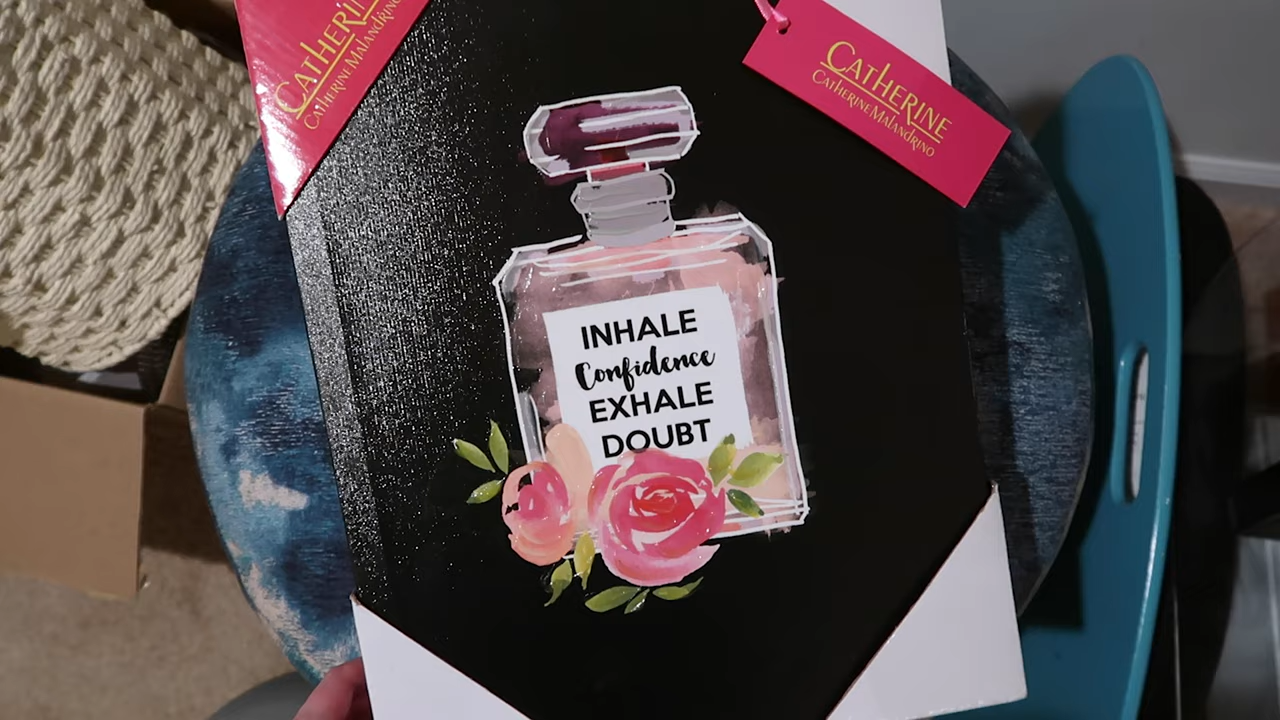 CATHERINE
CATHERINE MALANDRINO
CATHERINE
CATHERINE MALANDRINO
INHALE
Confidence
EXHALE
DOUBT